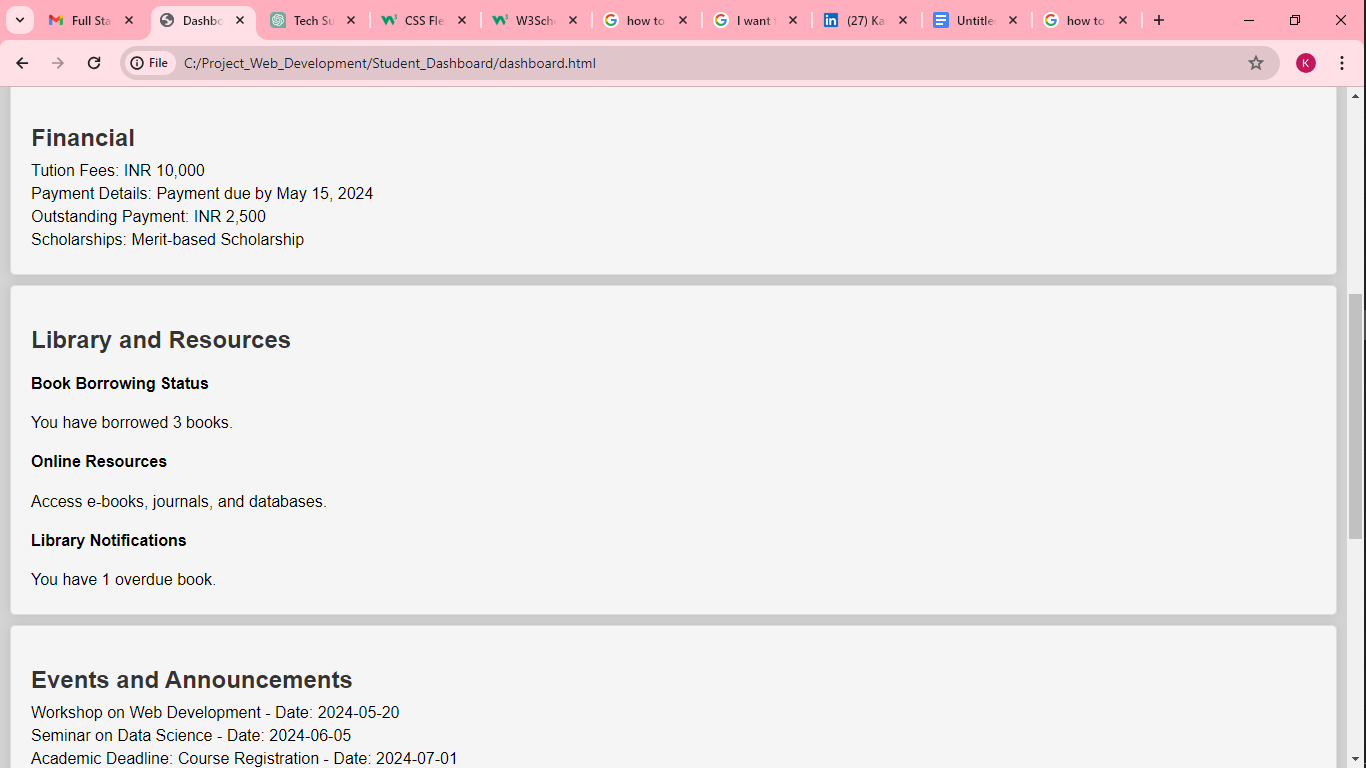 Full Sta
Dashbo
Tech Su
CSS Fle
W3Sch
how to
I want
(27) Ka
Untitle
how to
File
C:/Project_Web_Development/Student_Dashboard/dashboard.html
K
Financial
Tution Fees: INR 10,000
Payment Details: Payment due by May 15, 2024
Outstanding Payment: INR 2,500
Scholarships: Merit-based Scholarship
Library and Resources
Book Borrowing Status
You have borrowed 3 books.
Online Resources
Access e-books, journals, and databases.
Library Notifications
You have 1 overdue book.
Events and Announcements
Workshop on Web Development - Date: 2024-05-20
Seminar on Data Science - Date: 2024-06-05
Academic Deadline: Course Registration - Date: 2024-07-01